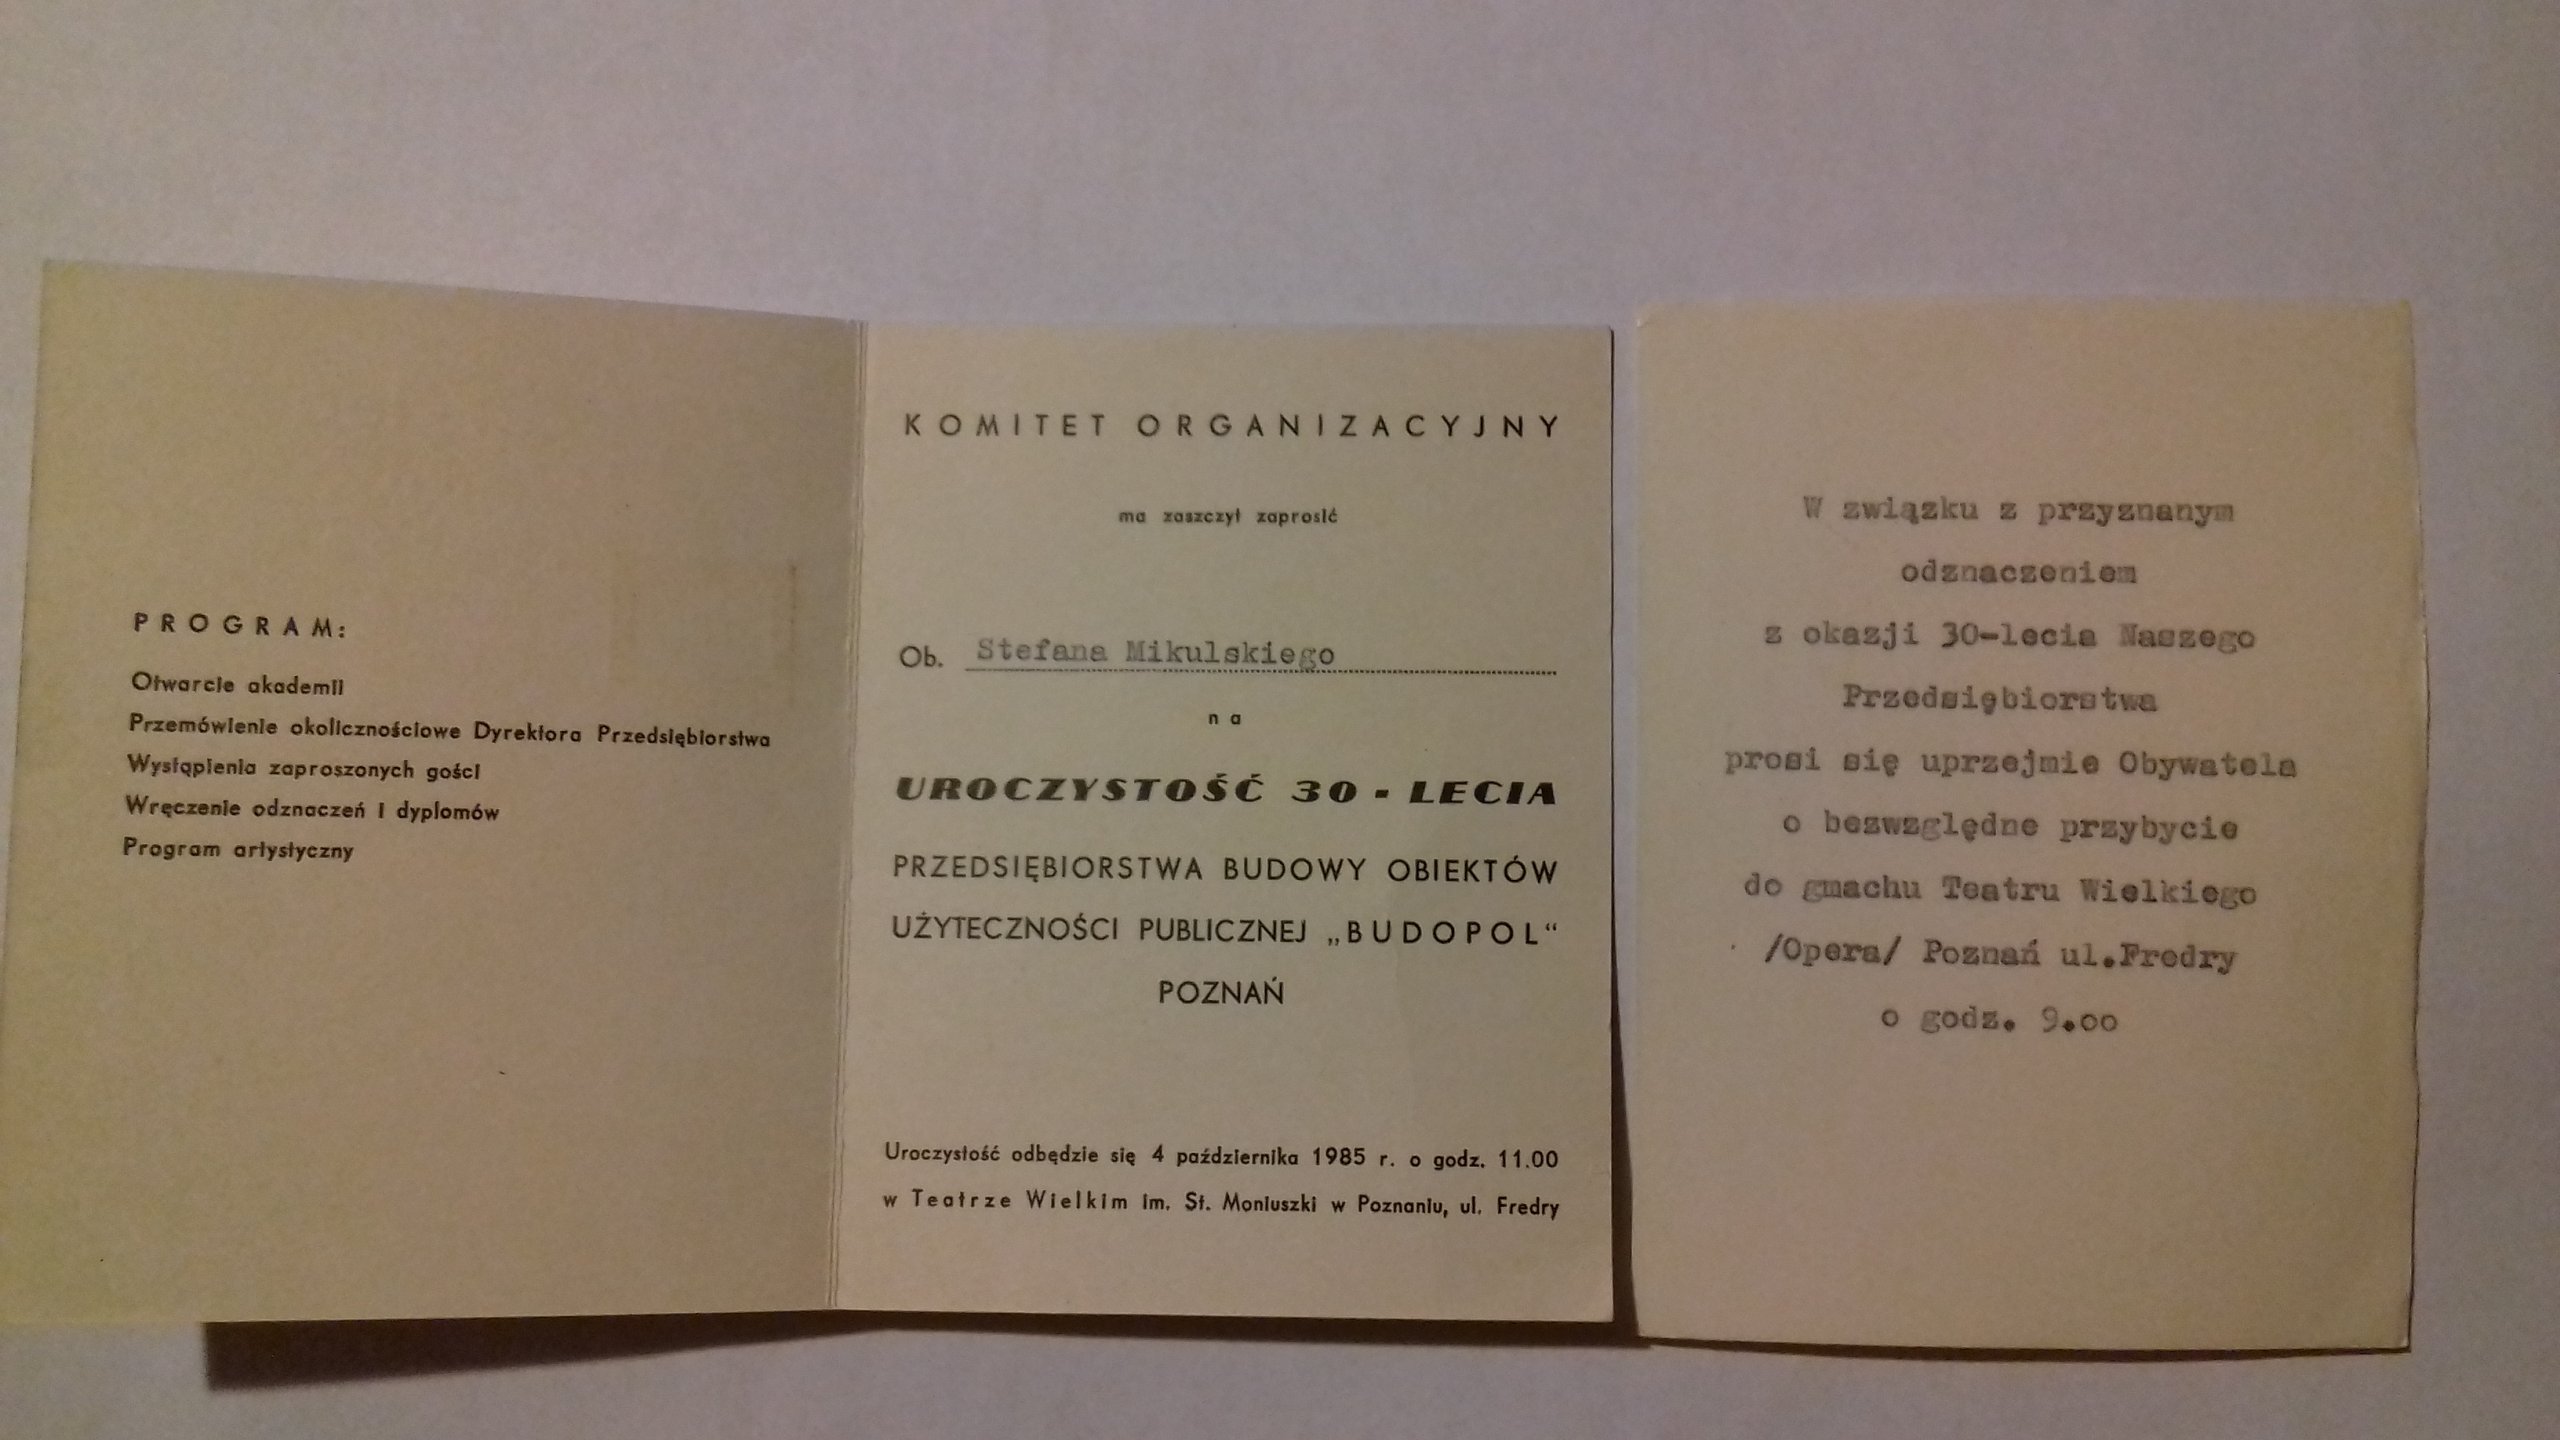 PROGRAM:
Otwarcie akademii
Przemówienie okolicznościowe Dyrektora Przedsiębiorstwa
Wystąpienia zaproszonych gości
Wręczenie odznaczeń i dyplomów
Program artystyczny
KOMITET ORGANIZACYJNY
ma zaszczyt zaprosić
Ob. Stefana Mikulskiego
na
UROCZYSTOŚĆ 30 - LECIA
PRZEDSIĘBIORSTWA BUDOWY OBIEKTÓW
UŻYTECZNOŚCI PUBLICZNEJ „BUDOPOL“
POZNAŃ
Uroczystość odbędzie się 4 października 1985 r. o godz. 11.00
w Teatrze Wielkim im. St. Moniuszki w Poznaniu, ul. Fredry
W związku z przyznanym
odznaczeniem
z okazji 30-lecia Naszego
Przedsiębiorstwa
prosi się uprzejmie Obywatela
o bezwzględne przybycie
do gmachu Teatru Wielkiego
/Opera/ Poznań ul.Fredry
o godz. 9.oo